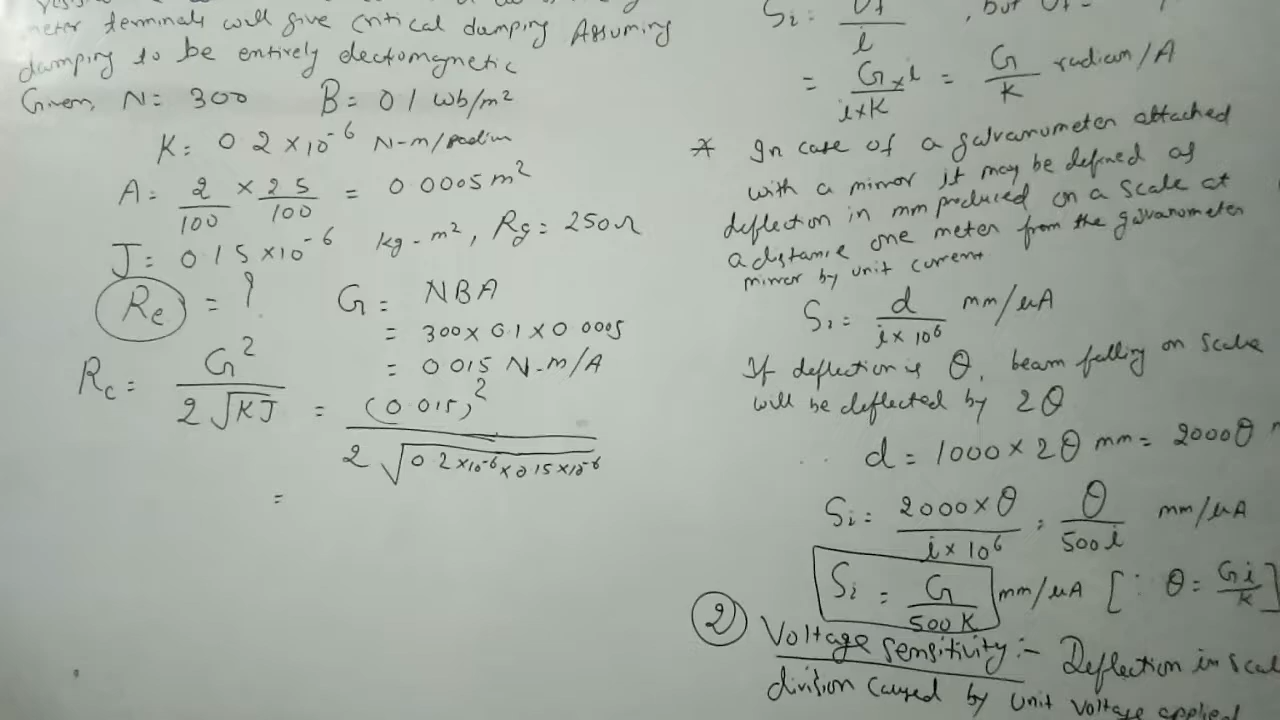 meter terminals will give critical damping Assuming
damping to be entirely electomagnetic
Given, N = 300 B = 0.1 wb/m²
K = 0.2 × 10⁻⁶ N-m/radian
A = 2/100 × 2.5/100 = 0.0005 m²
J = 0.15 × 10⁻⁶ kg-m², Rg = 250Ω
Re = ?
G = NBA
= 300 × 0.1 × 0.0005
= 0.015 N-m/A
Rc = G²/2√KJ = (0.015)²/2√0.2×10⁻⁶×0.15×10⁻⁶
=
Si = θf/i, but θf =
= G×i/i×K = G/K radian/A
* In case of a galvanometer attached
with a mirror it may be defined as
deflection in mm produced on a scale at
a distance one meter from the galvanometer
mirror by unit current
Si = d/i×10⁶ mm/μA
If deflection is θ, beam falling on scale
will be deflected by 2θ
∴ d = 1000 × 2θ mm = 2000θ
Si = 2000×θ/i×10⁶ = θ/500i mm/μA
Si = G/500K mm/μA [∵ θ = Gi/K]
② Voltage sensitivity :- Deflection in scal
division caused by unit voltage applied